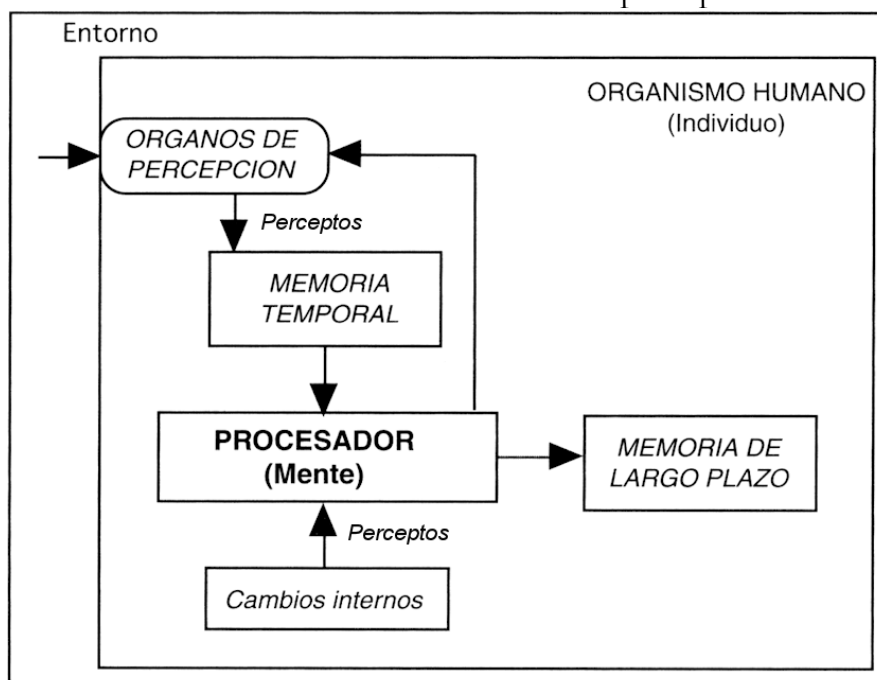 Entorno
ORGANISMO HUMANO
(Individuo)
ORGANOS DE
PERCEPCION
Perceptos
MEMORIA
TEMPORAL
PROCESADOR
(Mente)
MEMORIA DE
LARGO PLAZO
Perceptos
Cambios internos